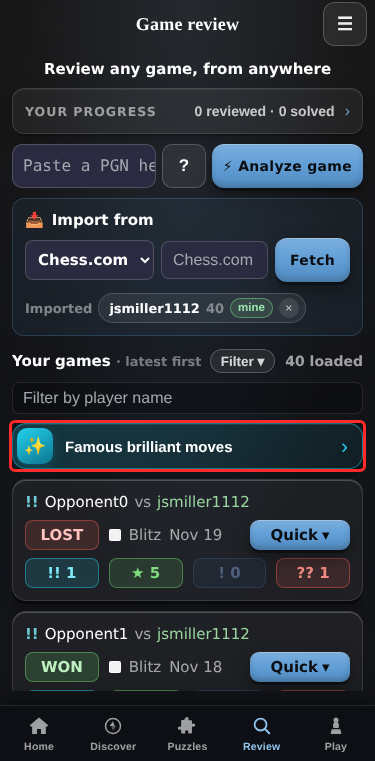 Game review
☰
Review any game, from anywhere
YOUR PROGRESS 0 reviewed · 0 solved ›
Paste a PGN he ? ⚡ Analyze game
📥 Import from
Chess.com Chess.com Fetch
Imported jsmiller1112 40 mine ×
Your games · latest first Filter ▾ 40 loaded
Filter by player name
✨ Famous brilliant moves ›
!! Opponent0 vs jsmiller1112
LOST Blitz Nov 19 Quick ▾
!! 1 ★ 5 ! 0 ?? 1
!! Opponent1 vs jsmiller1112
WON Blitz Nov 18 Quick ▾
Home Discover Puzzles Review Play